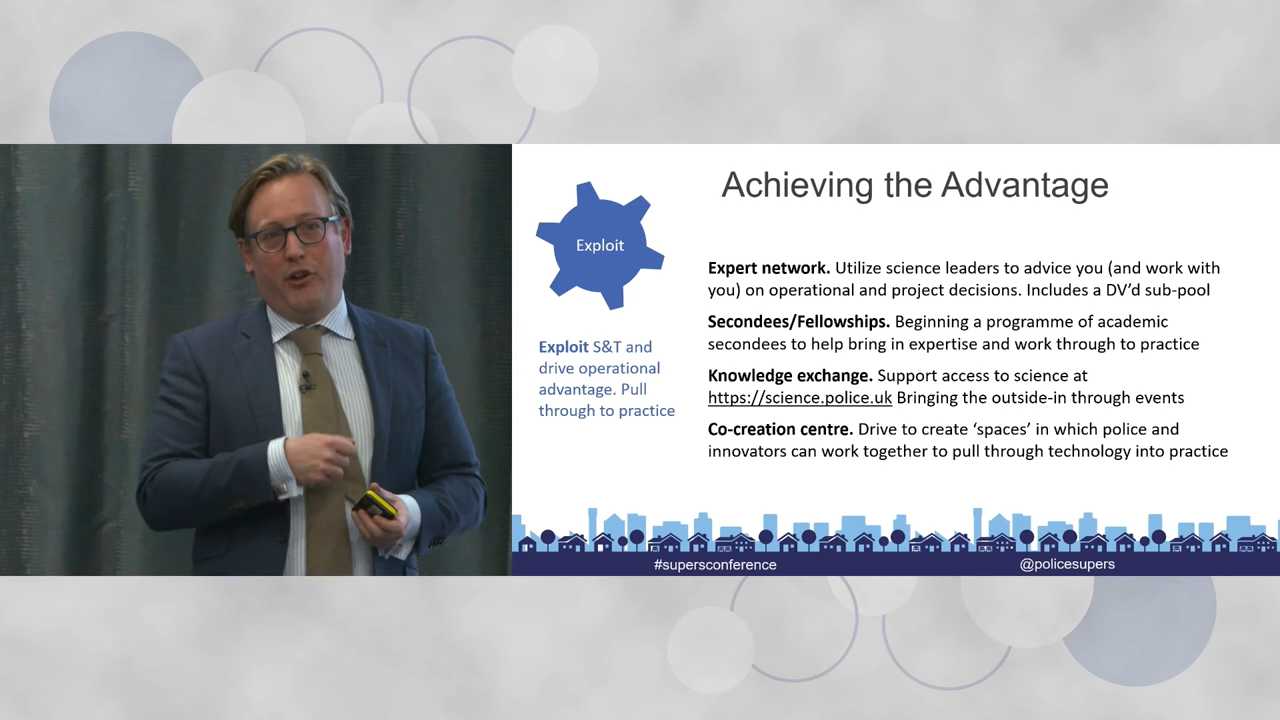 Achieving the Advantage
Exploit
Exploit S&T and
drive operational
advantage. Pull
through to practice
Expert network. Utilize science leaders to advice you (and work with
you) on operational and project decisions. Includes a DV'd sub-pool
Secondees/Fellowships. Beginning a programme of academic
secondees to help bring in expertise and work through to practice
Knowledge exchange. Support access to science at
https://science.police.uk Bringing the outside-in through events
Co-creation centre. Drive to create ‘spaces’ in which police and
innovators can work together to pull through technology into practice
#supersconference
@policesupers